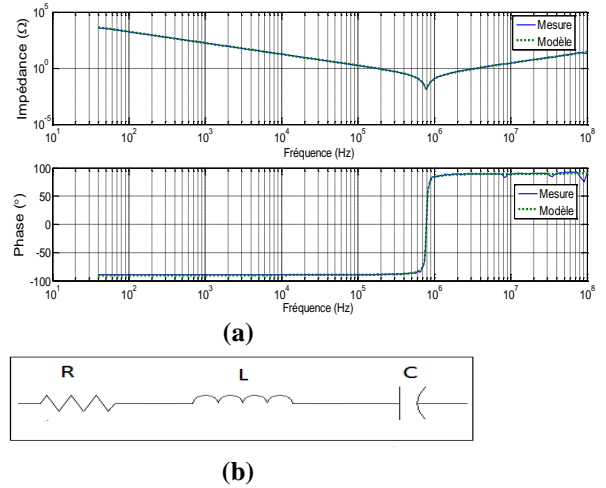 Impédance (Ω)
10^5
10^0
10^-5
Mesure
Modèle
10^1 10^2 10^3 10^4 10^5 10^6 10^7 10^8
Fréquence (Hz)
Phase (°)
100
50
0
-50
-100
Mesure
Modèle
10^1 10^2 10^3 10^4 10^5 10^6 10^7 10^8
Fréquence (Hz)
(a)
R L C
(b)